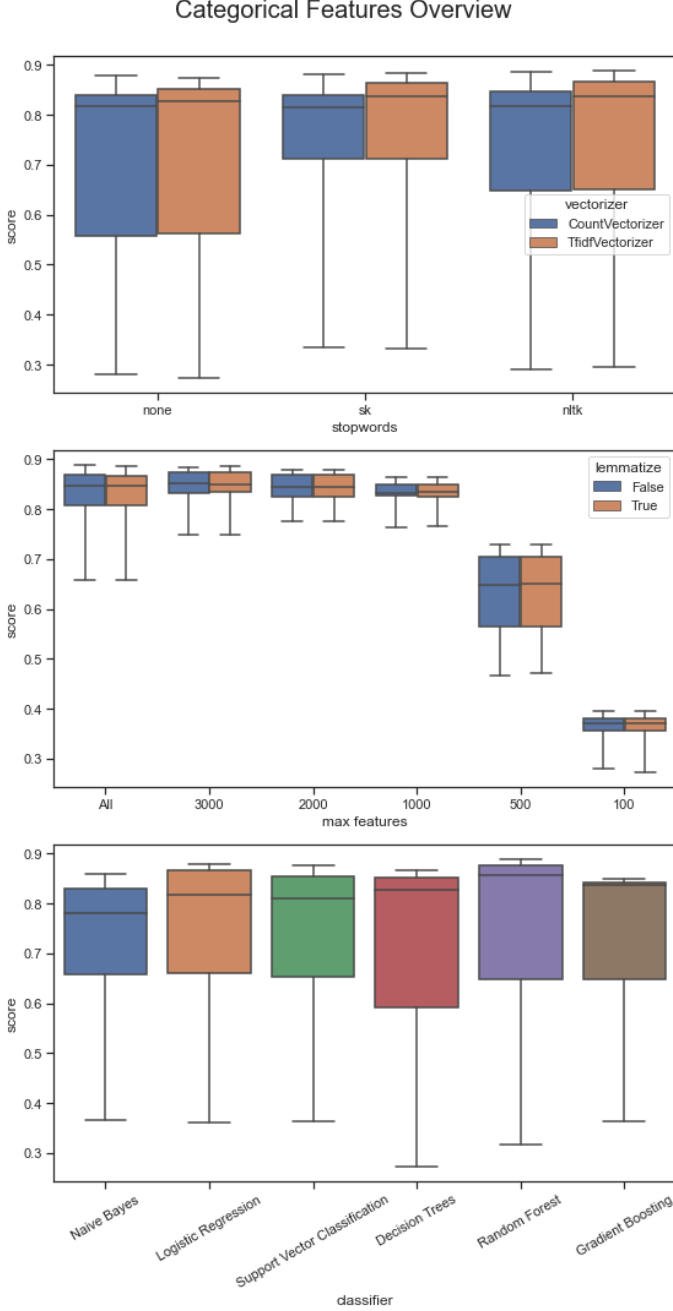 Categorical Features Overview
0.9
0.8
0.7
0.6
0.5
0.4
0.3
score
vectorizer
CountVectorizer
TfidfVectorizer
none sk nltk
stopwords
0.9
0.8
0.7
0.6
0.5
0.4
0.3
score
lemmatize
False
True
All 3000 2000 1000 500 100
max features
0.9
0.8
0.7
0.6
0.5
0.4
0.3
score
Naive Bayes
Logistic Regression
Support Vector Classification
Decision Trees
Random Forest
Gradient Boosting
classifier